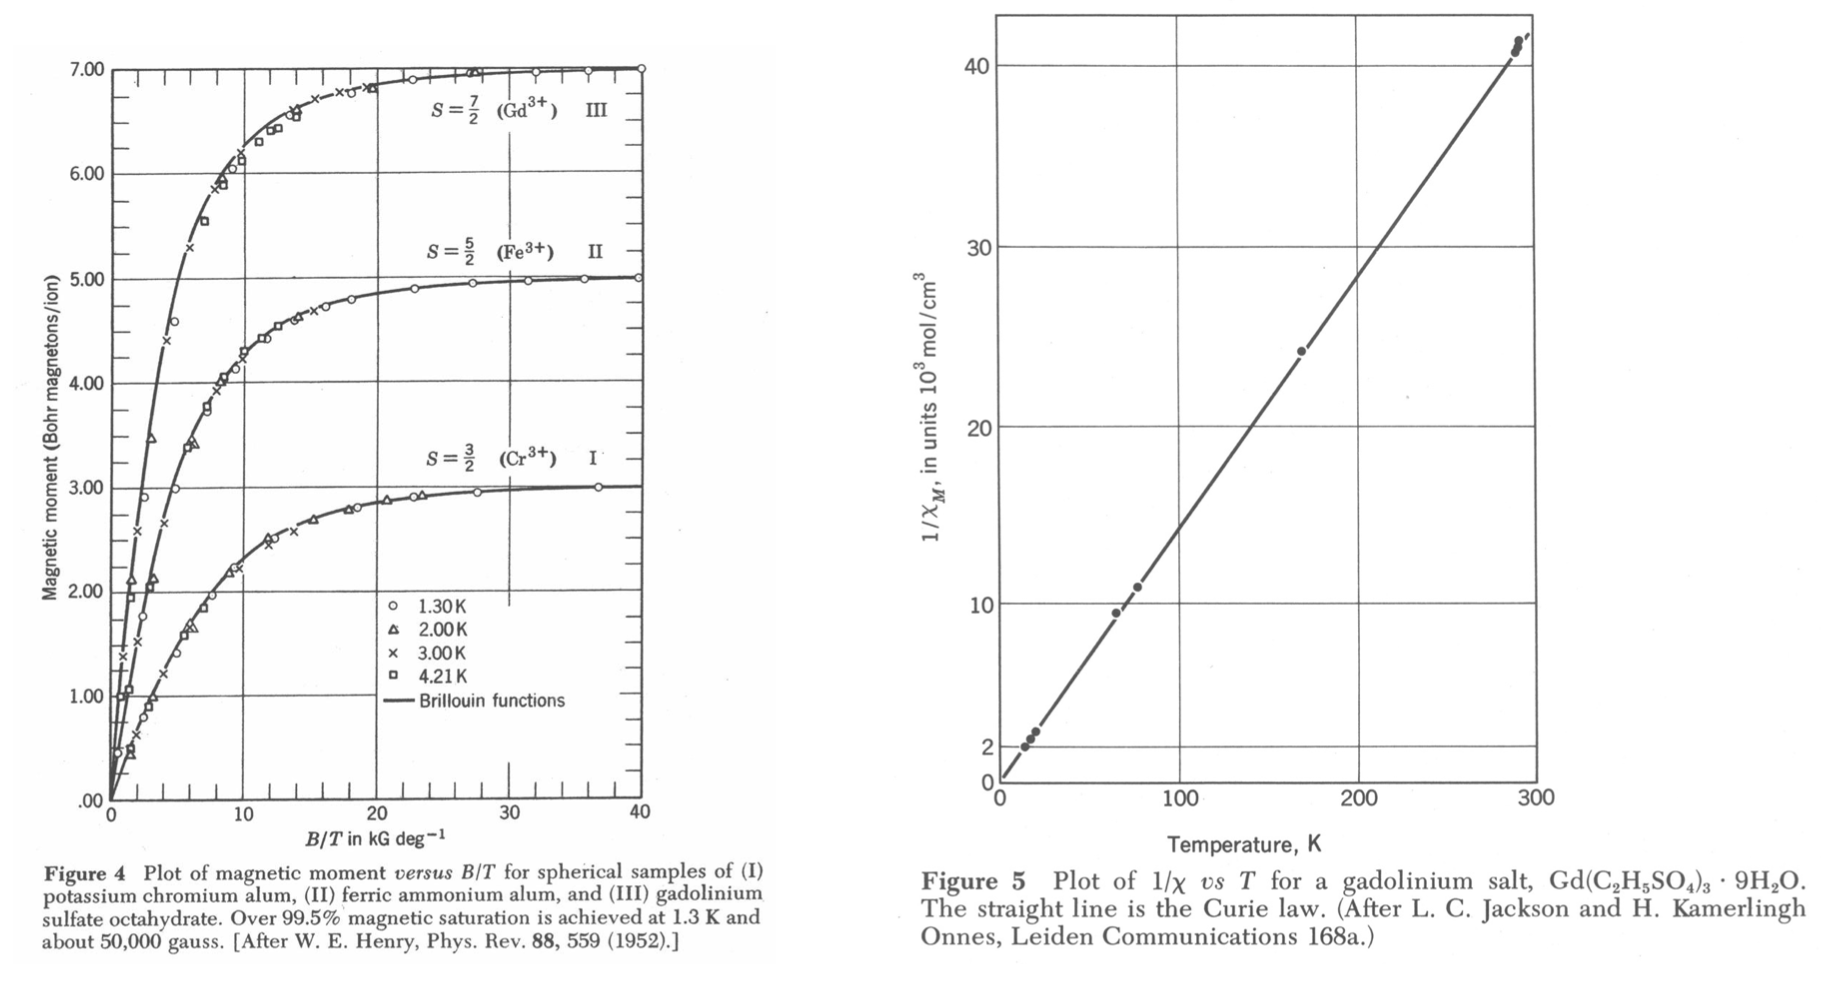 7.00
6.00
5.00
4.00
3.00
2.00
1.00
.00
Magnetic moment (Bohr magnetons/ion)
S = 7/2 (Gd³⁺) III
S = 5/2 (Fe³⁺) II
S = 3/2 (Cr³⁺) I
○ 1.30 K
△ 2.00 K
× 3.00 K
□ 4.21 K
— Brillouin functions
0 10 20 30 40
B/T in kG deg⁻¹
Figure 4 Plot of magnetic moment versus B/T for spherical samples of (I)
potassium chromium alum, (II) ferric ammonium alum, and (III) gadolinium
sulfate octahydrate. Over 99.5% magnetic saturation is achieved at 1.3 K and
about 50,000 gauss. [After W. E. Henry, Phys. Rev. 88, 559 (1952).]
40
30
20
10
2
0
1/χ_M, in units 10³ mol/cm³
0 100 200 300
Temperature, K
Figure 5 Plot of 1/χ vs T for a gadolinium salt, Gd(C₂H₅SO₄)₃ · 9H₂O.
The straight line is the Curie law. (After L. C. Jackson and H. Kamerlingh
Onnes, Leiden Communications 168a.)